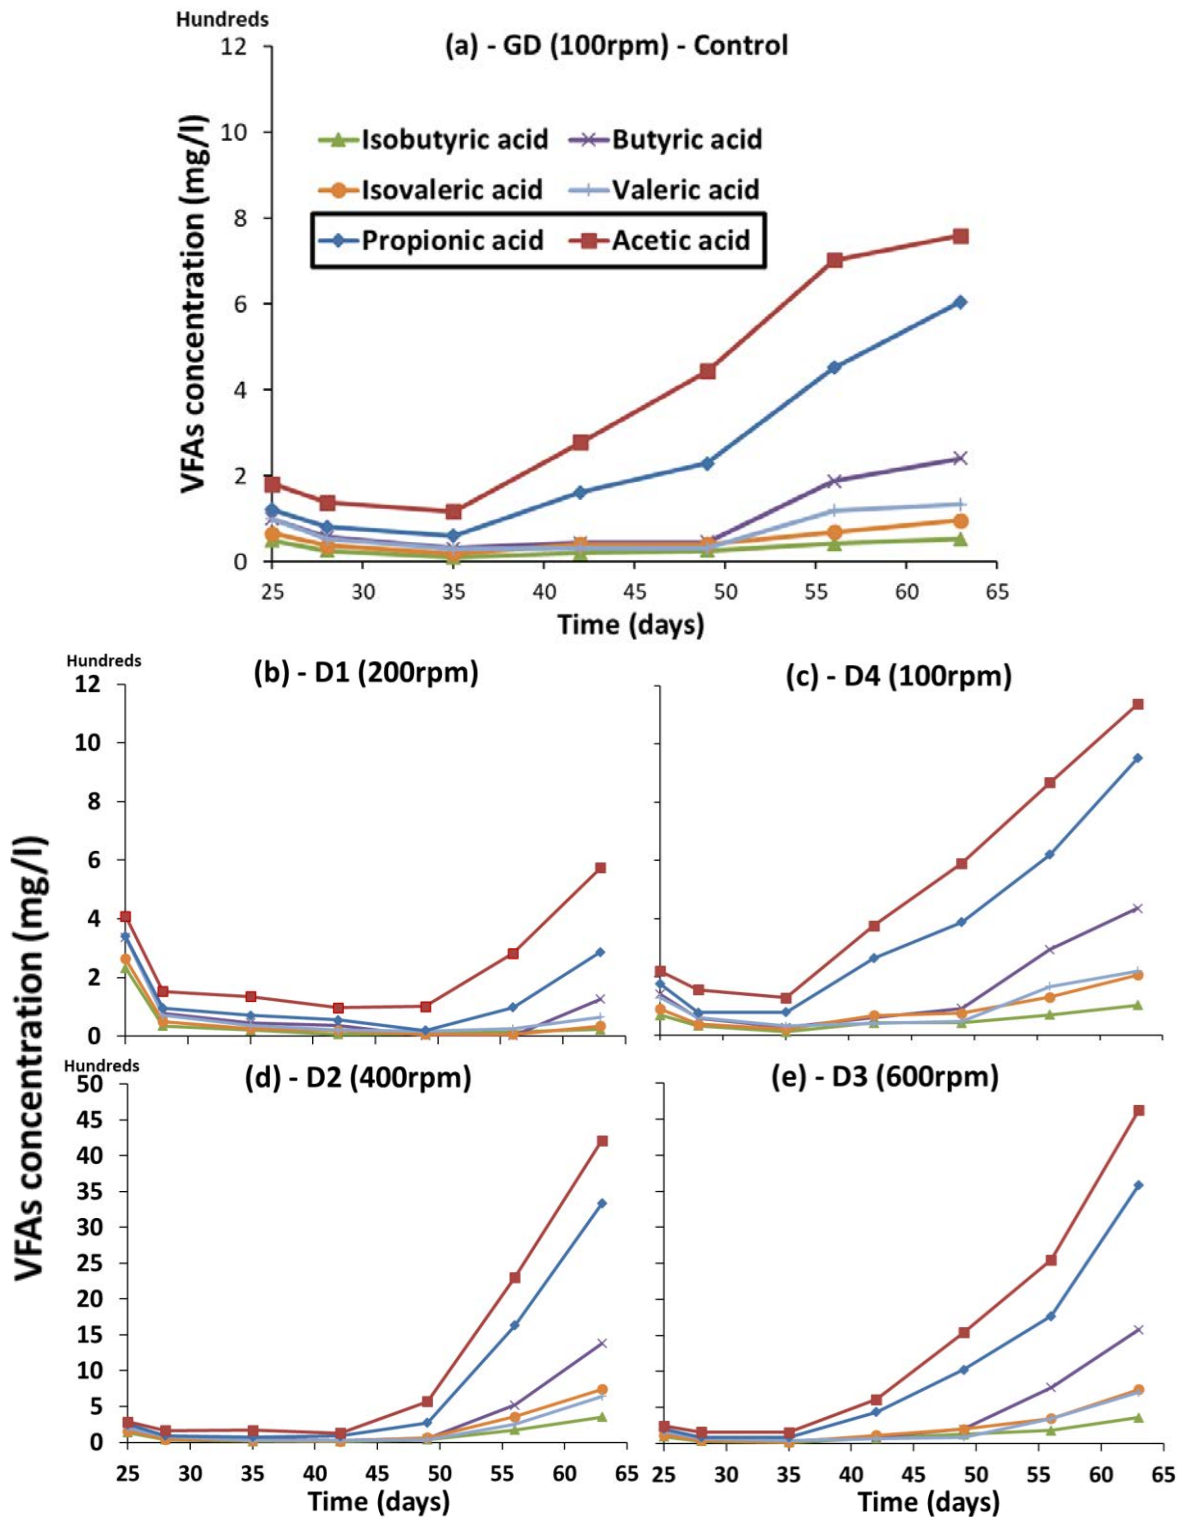 Hundreds
(a) - GD (100rpm) - Control
12
10
8
6
4
2
0
VFAs concentration (mg/l)
Isobutyric acid
Butyric acid
Isovaleric acid
Valeric acid
Propionic acid
Acetic acid
25 30 35 40 45 50 55 60 65
Time (days)
Hundreds
(b) - D1 (200rpm)
(c) - D4 (100rpm)
12
10
8
6
4
2
0
VFAs concentration (mg/l)
Hundreds
(d) - D2 (400rpm)
(e) - D3 (600rpm)
50
45
40
35
30
25
20
15
10
5
0
25 30 35 40 45 50 55 60 65
Time (days)
25 30 35 40 45 50 55 60 65
Time (days)